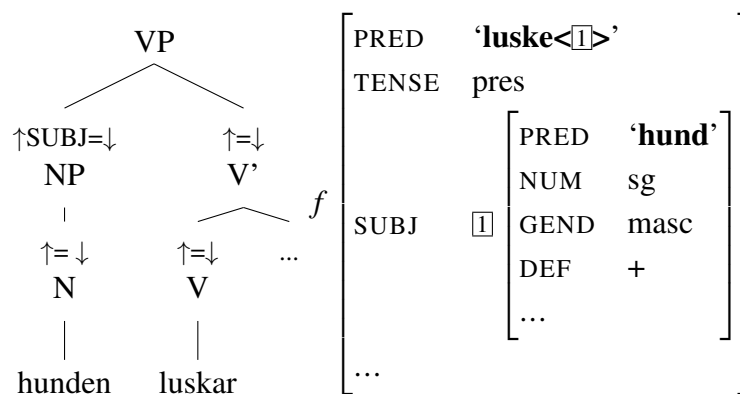 VP
↑SUBJ=↓ ↑=↓
NP V’
↑= ↓ ↑=↓ ...
N V
hunden luskar
f
PRED ‘luske<1>’
TENSE pres
SUBJ 1
PRED ‘hund’
NUM sg
GEND masc
DEF +
...
...